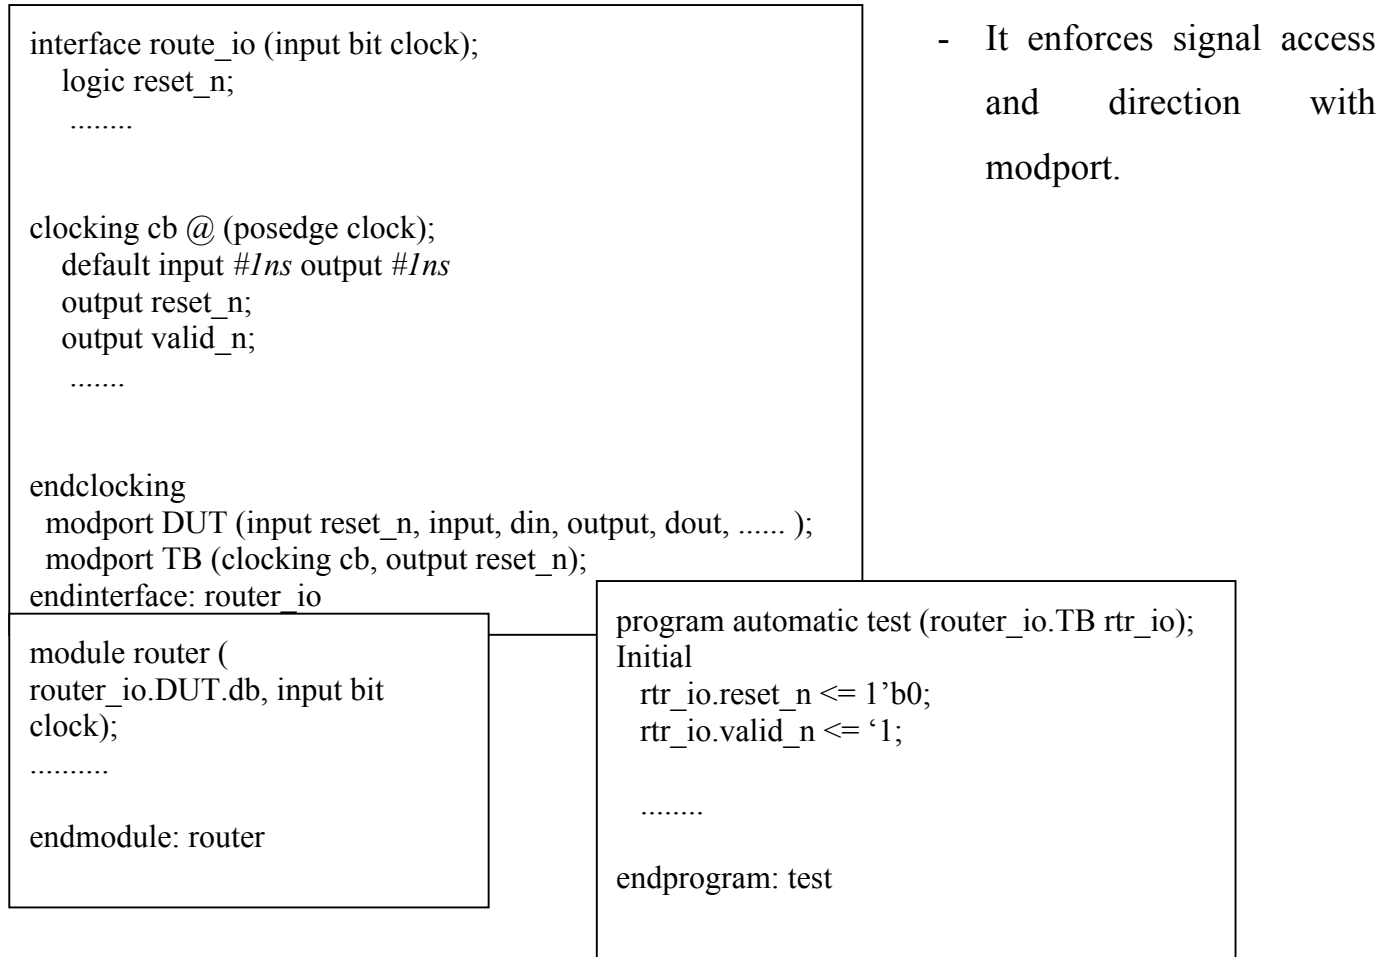 interface route_io (input bit clock);
logic reset_n;
........
clocking cb @ (posedge clock);
default input #1ns output #1ns
output reset_n;
output valid_n;
.......
endclocking
modport DUT (input reset_n, input, din, output, dout, ...... );
modport TB (clocking cb, output reset_n);
endinterface: router_io
- It enforces signal access
and direction with
modport.
module router (
router_io.DUT.db, input bit
clock);
..........
endmodule: router
program automatic test (router_io.TB rtr_io);
Initial
rtr_io.reset_n <= 1’b0;
rtr_io.valid_n <= ‘1;
........
endprogram: test